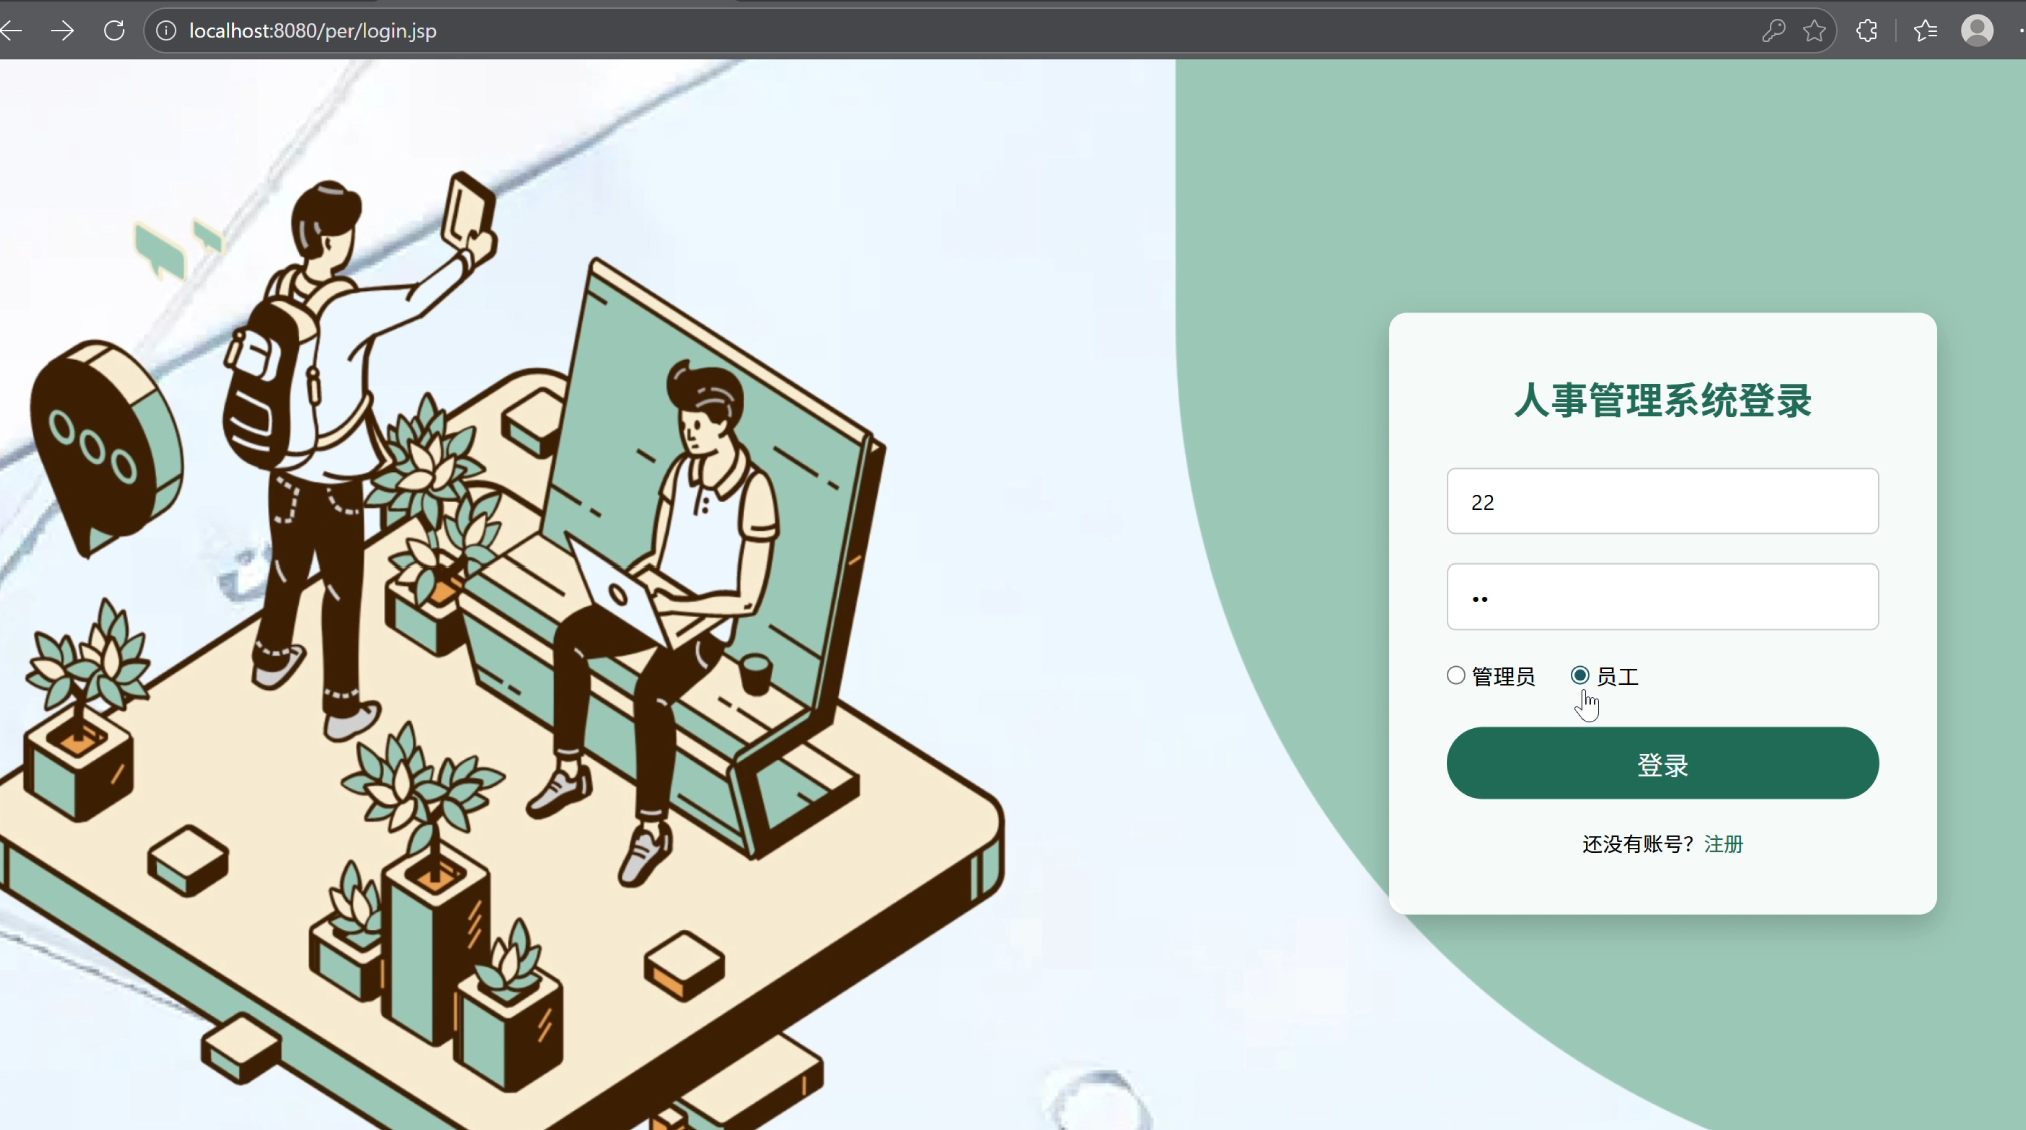 localhost:8080/per/login.jsp
人事管理系统登录
22
••
管理员 员工
登录
还没有账号？注册